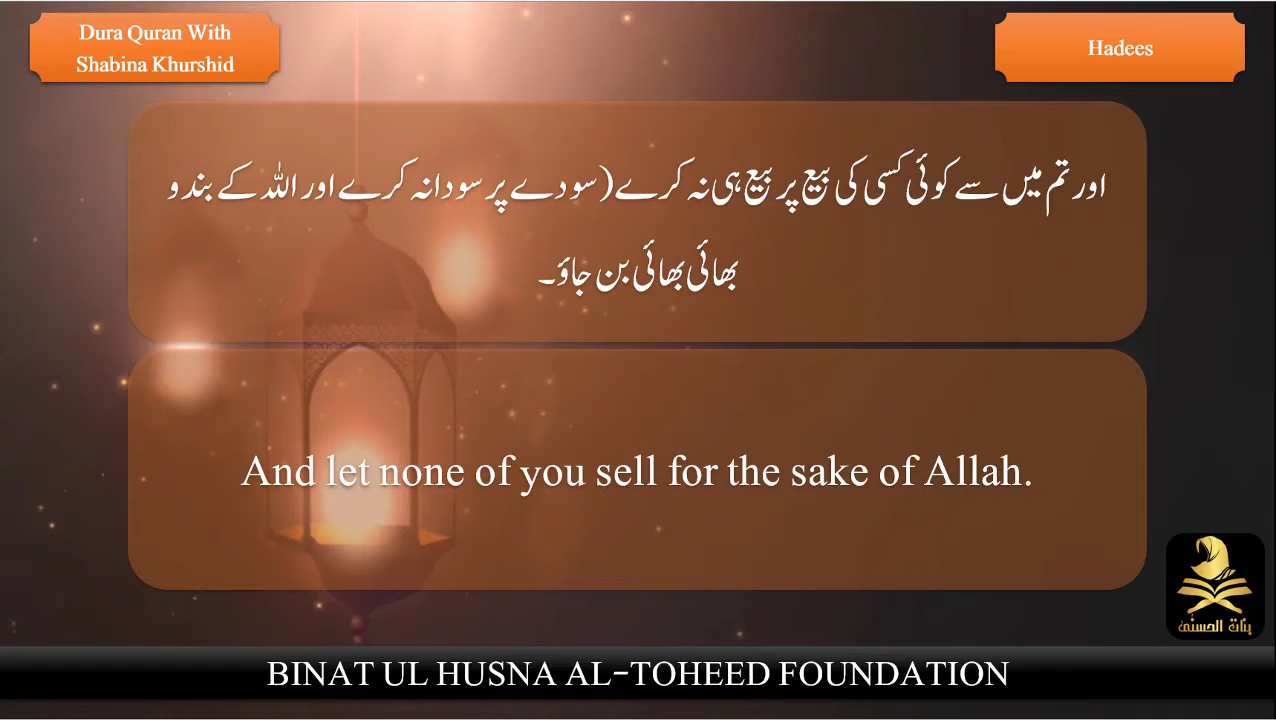 Dura Quran With
Shabina Khurshid
Hadees
اور تم میں سے کوئی کسی کی بیع پر بیع ہی نہ کرے (سودے پر سودا نہ کرے اور اللہ کے بندو
بھائی بھائی بن جاؤ۔
And let none of you sell for the sake of Allah.
بنات الحسنیٰ
BINAT UL HUSNA AL-TOHEED FOUNDATION